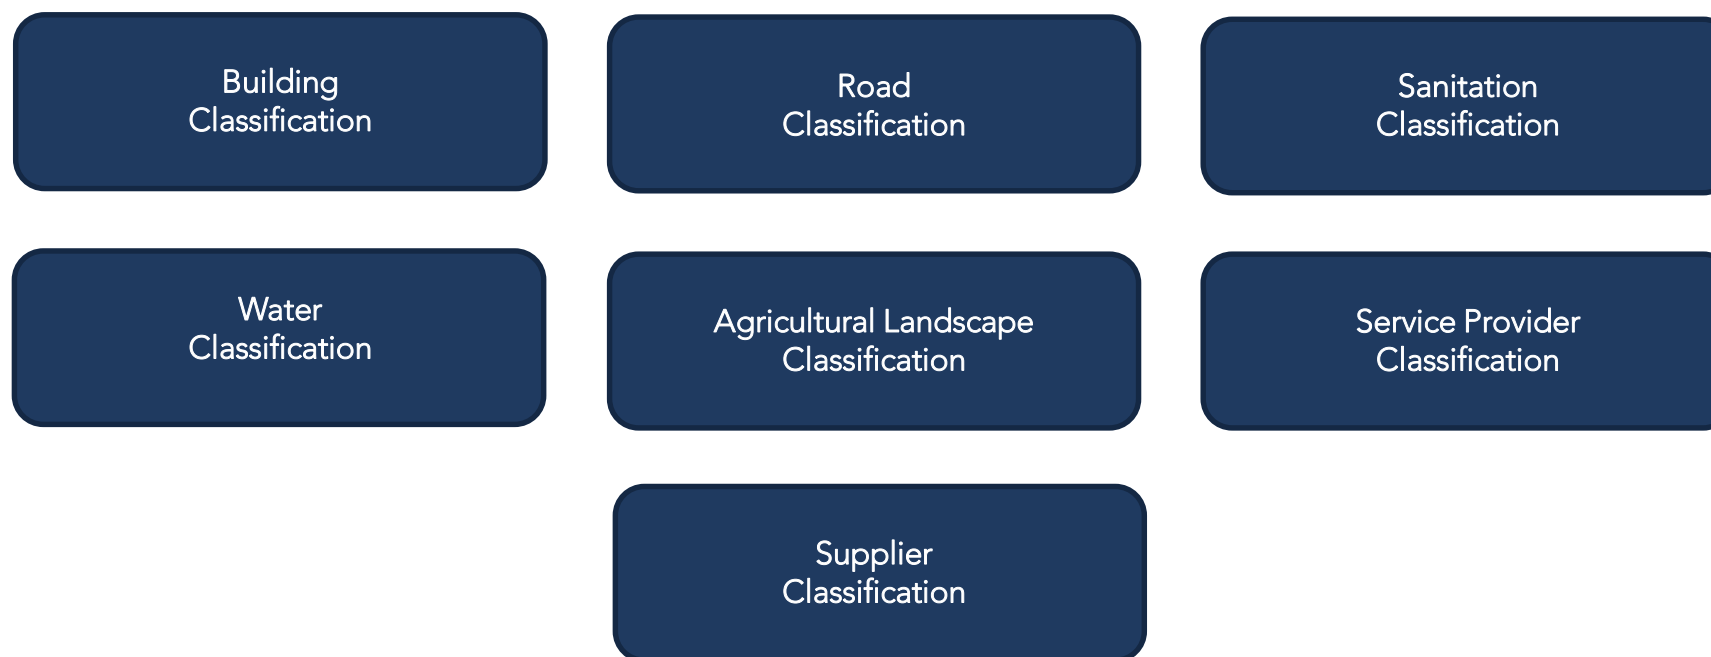 Building
Classification
Road
Classification
Sanitation
Classification
Water
Classification
Agricultural Landscape
Classification
Service Provider
Classification
Supplier
Classification